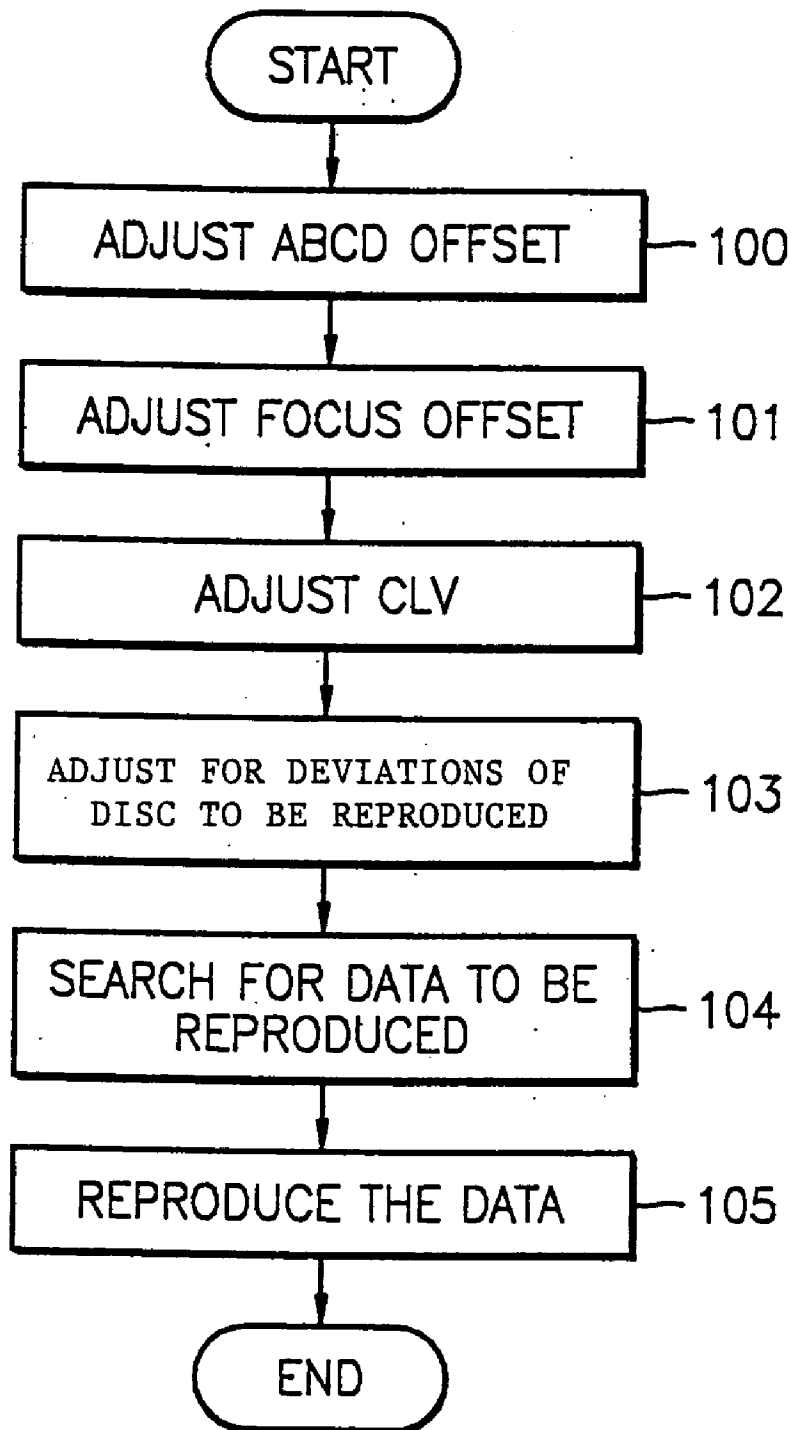 START
ADJUST ABCD OFFSET
100
ADJUST FOCUS OFFSET
101
ADJUST CLV
102
ADJUST FOR DEVIATIONS OF
DISC TO BE REPRODUCED
103
SEARCH FOR DATA TO BE
REPRODUCED
104
REPRODUCE THE DATA
105
END